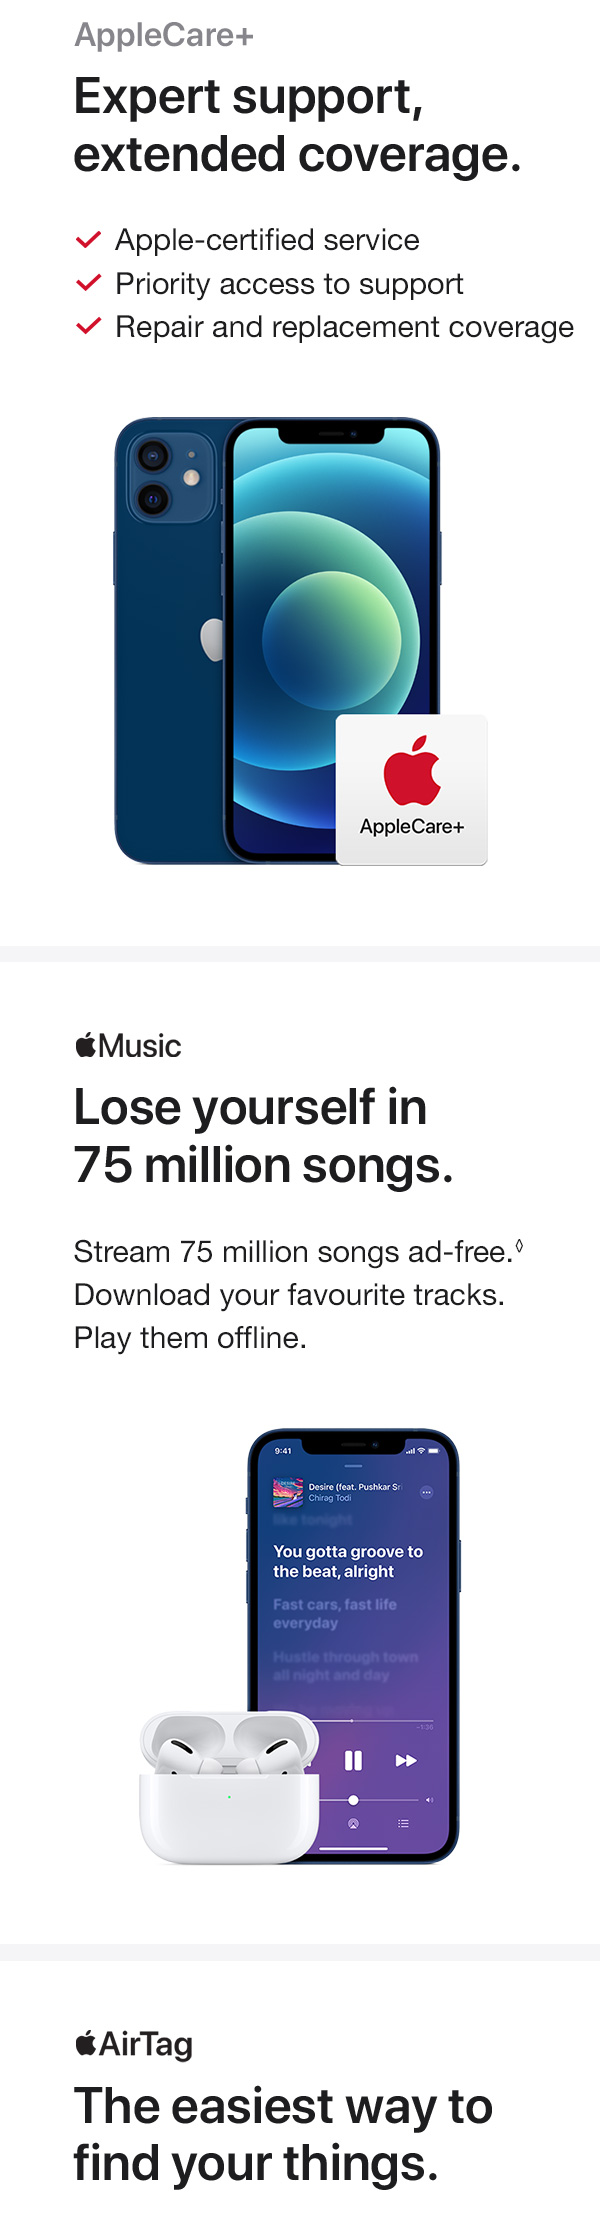 AppleCare+
Expert support,
extended coverage.
Apple-certified service
Priority access to support
Repair and replacement coverage
AppleCare+
Music
Lose yourself in
75 million songs.
Stream 75 million songs ad-free.◊
Download your favourite tracks.
Play them offline.
9:41
Desire (feat. Pushkar Sri
Chirag Todi
like tonight
You gotta groove to
the beat, alright
Fast cars, fast life
everyday
Hustle through town
all night and day
-1:36
AirTag
The easiest way to
find your things.